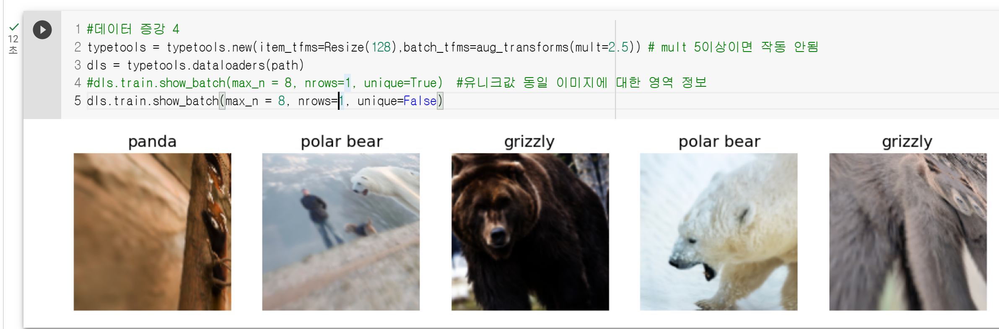 1 #데이터 증강 4
12
초
2 typetools = typetools.new(item_tfms=Resize(128),batch_tfms=aug_transforms(mult=2.5)) # mult 5이상이면 작동 안됨
3 dls = typetools.dataloaders(path)
4 #dls.train.show_batch(max_n = 8, nrows=1, unique=True)  #유니크값 동일 이미지에 대한 영역 정보
5 dls.train.show_batch(max_n = 8, nrows=1, unique=False)
panda polar bear grizzly polar bear grizzly